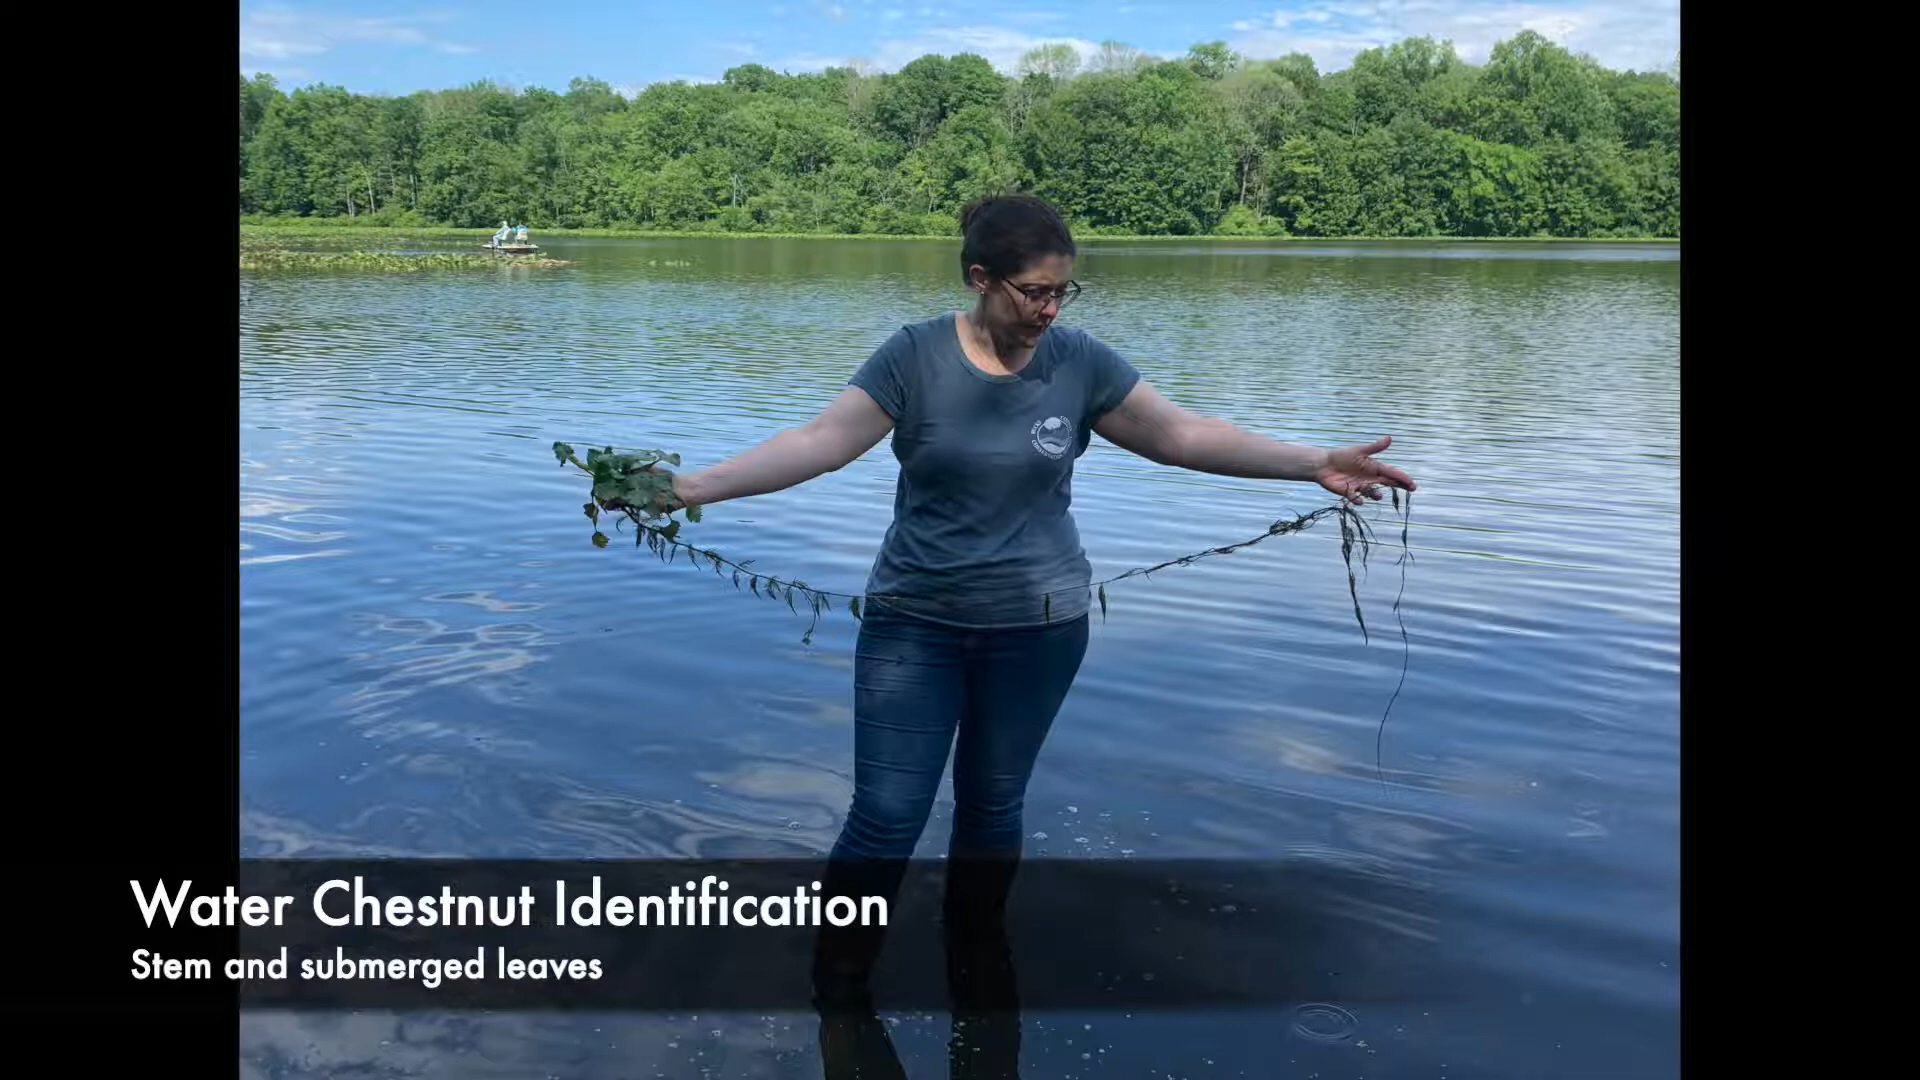 Water Chestnut Identification
Stem and submerged leaves